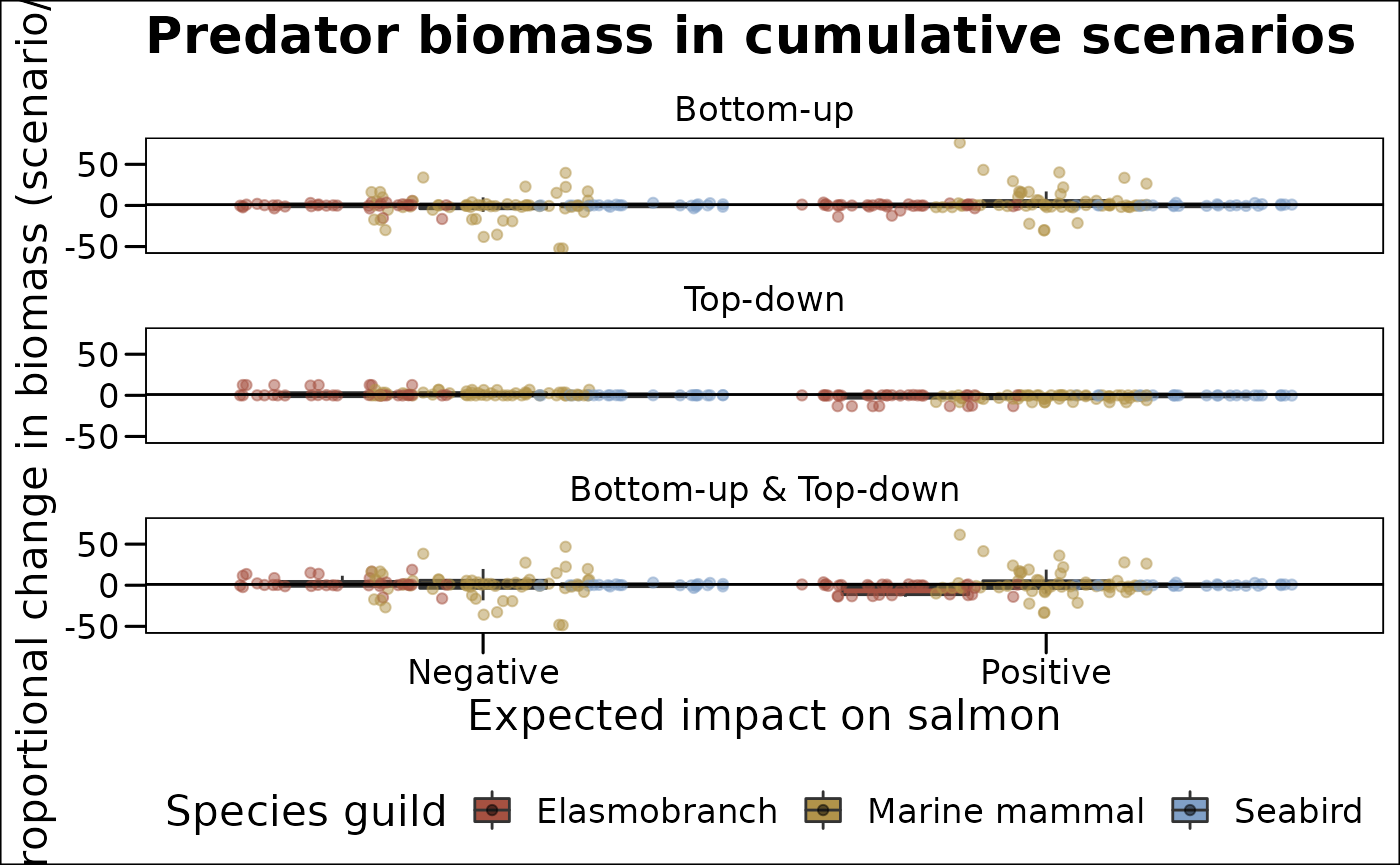 Predator biomass in cumulative scenarios
roportional change in biomass (scenario/
Bottom-up
50
0
-50
Top-down
50
0
-50
Bottom-up & Top-down
50
0
-50
Negative
Positive
Expected impact on salmon
Species guild
Elasmobranch
Marine mammal
Seabird